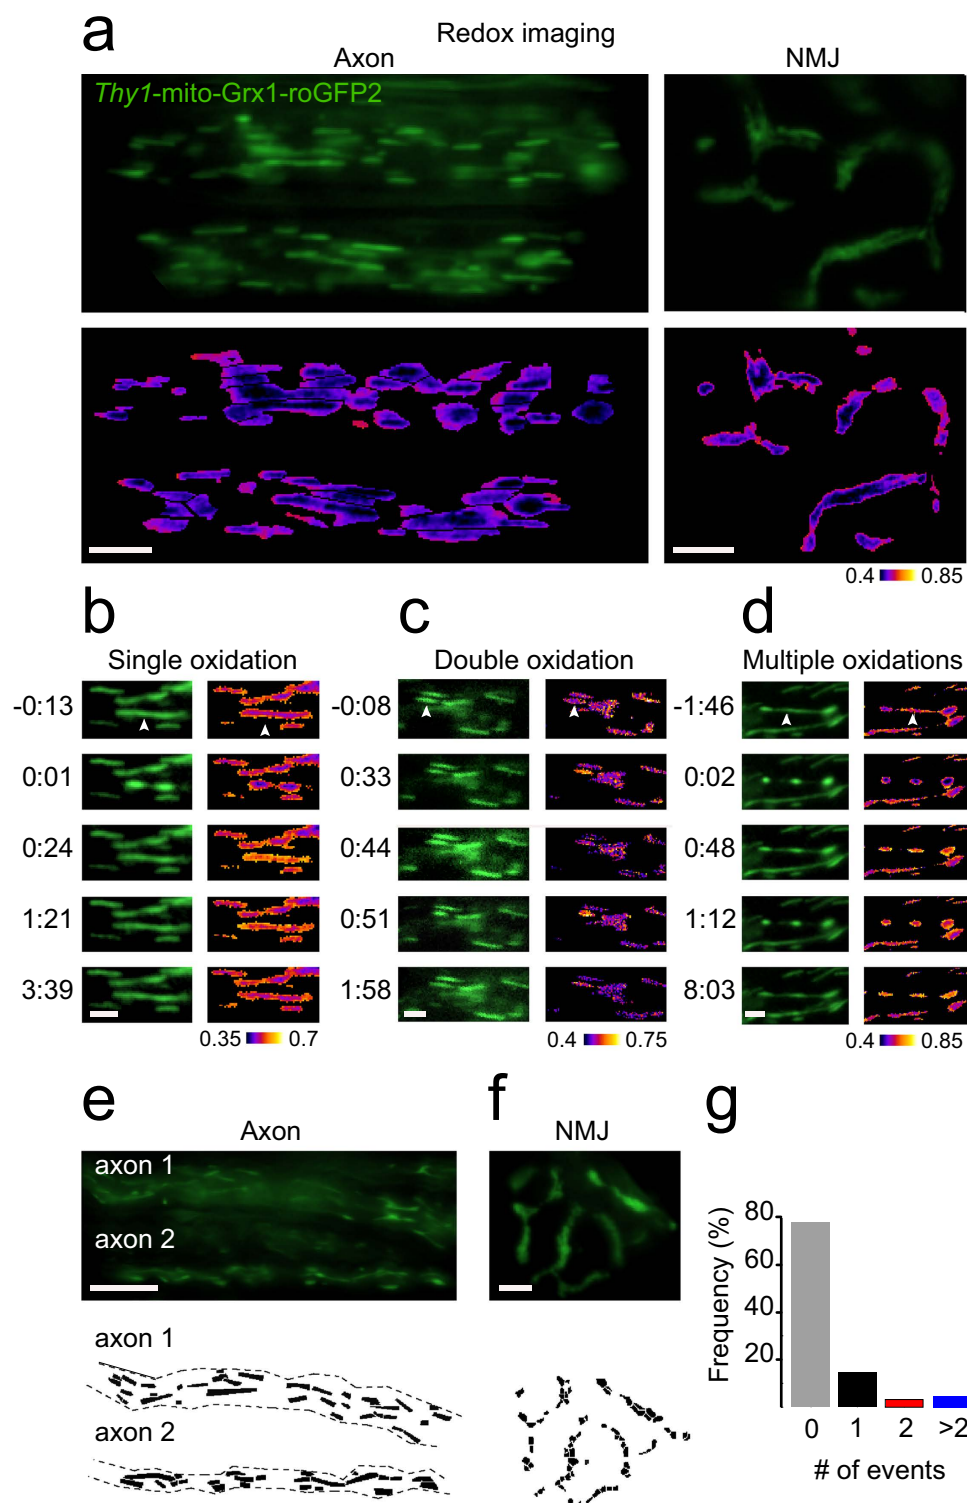 a
Redox imaging
Axon
NMJ
Thy1-mito-Grx1-roGFP2
0.4 0.85
b
c
d
Single oxidation
Double oxidation
Multiple oxidations
-0:13
-0:08
-1:46
0:01
0:33
0:02
0:24
0:44
0:48
1:21
0:51
1:12
3:39
1:58
8:03
0.35 0.7
0.4 0.75
0.4 0.85
e
f
g
Axon
NMJ
axon 1
axon 2
axon 1
axon 2
Frequency (%)
80
60
40
20
0 1 2 >2
# of events